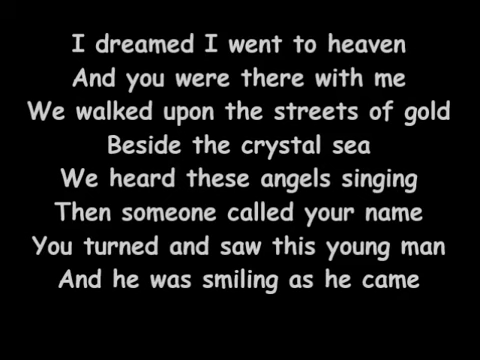 I dreamed I went to heaven
And you were there with me
We walked upon the streets of gold
Beside the crystal sea
We heard these angels singing
Then someone called your name
You turned and saw this young man
And he was smiling as he came